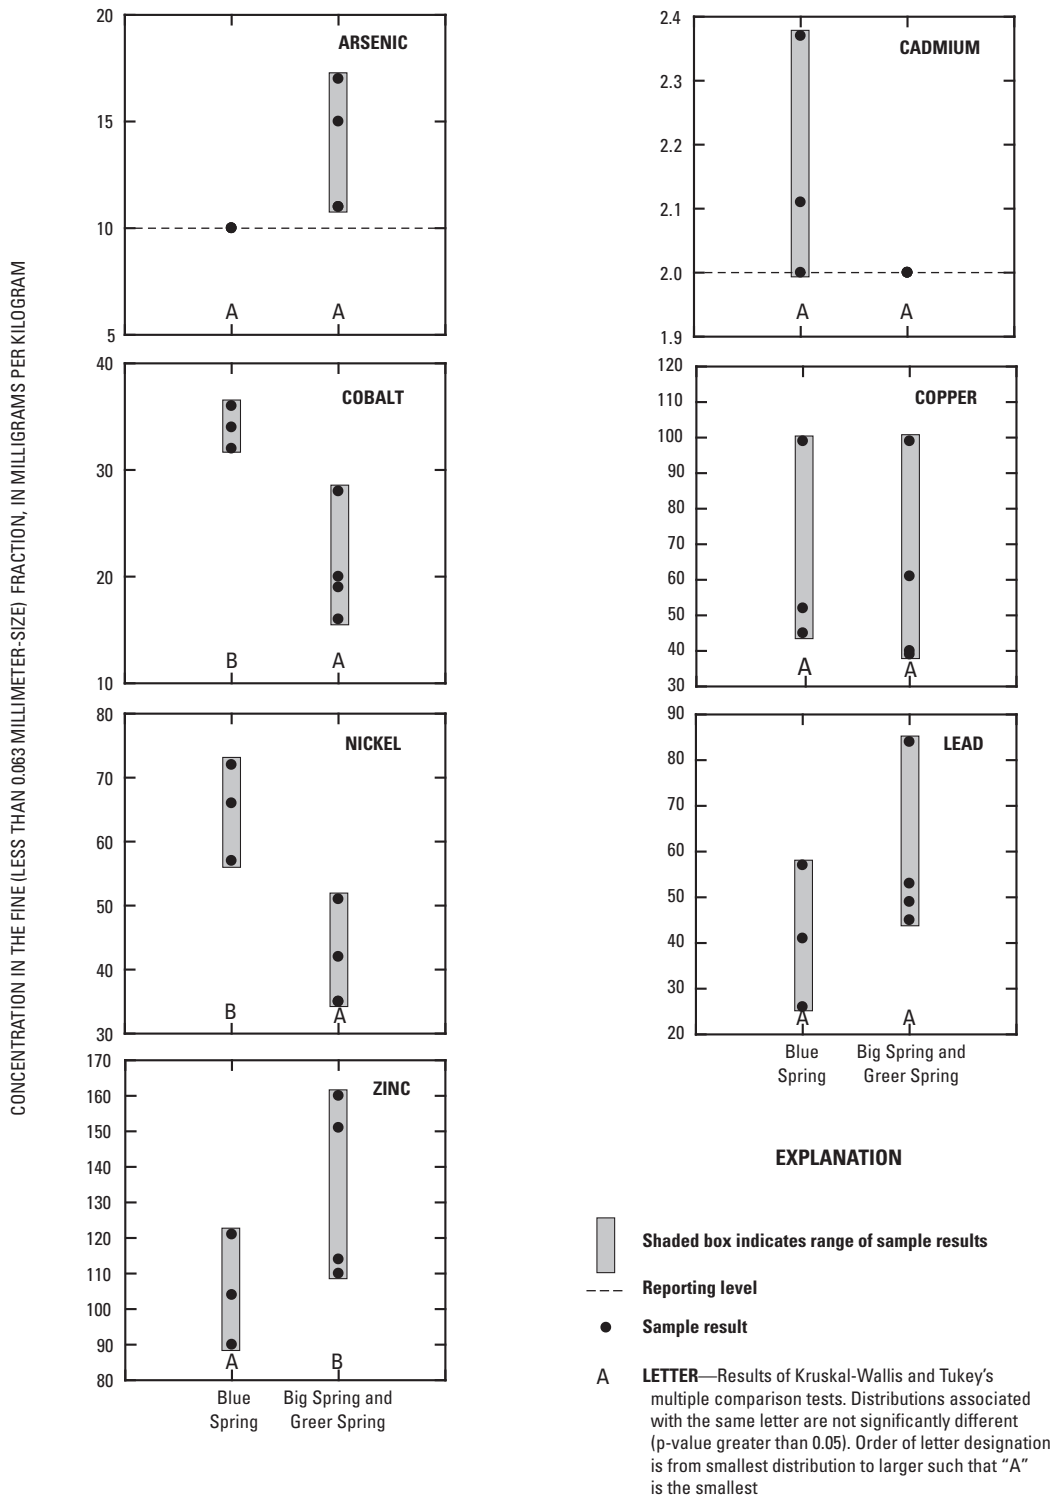 CONCENTRATION IN THE FINE (LESS THAN 0.063 MILLIMETER-SIZE) FRACTION, IN MILLIGRAMS PER KILOGRAM
ARSENIC
20
15
10
5
A A
CADMIUM
2.4
2.3
2.2
2.1
2.0
1.9
A A
COBALT
40
30
20
10
B A
COPPER
120
110
100
90
80
70
60
50
40
30
A A
NICKEL
80
70
60
50
40
30
B A
LEAD
90
80
70
60
50
40
30
20
A A
Blue
Spring
Big Spring and
Greer Spring
ZINC
170
160
150
140
130
120
110
100
90
80
A B
Blue
Spring
Big Spring and
Greer Spring
EXPLANATION
Shaded box indicates range of sample results
Reporting level
Sample result
A LETTER—Results of Kruskal-Wallis and Tukey's
multiple comparison tests. Distributions associated
with the same letter are not significantly different
(p-value greater than 0.05). Order of letter designation
is from smallest distribution to larger such that “A”
is the smallest